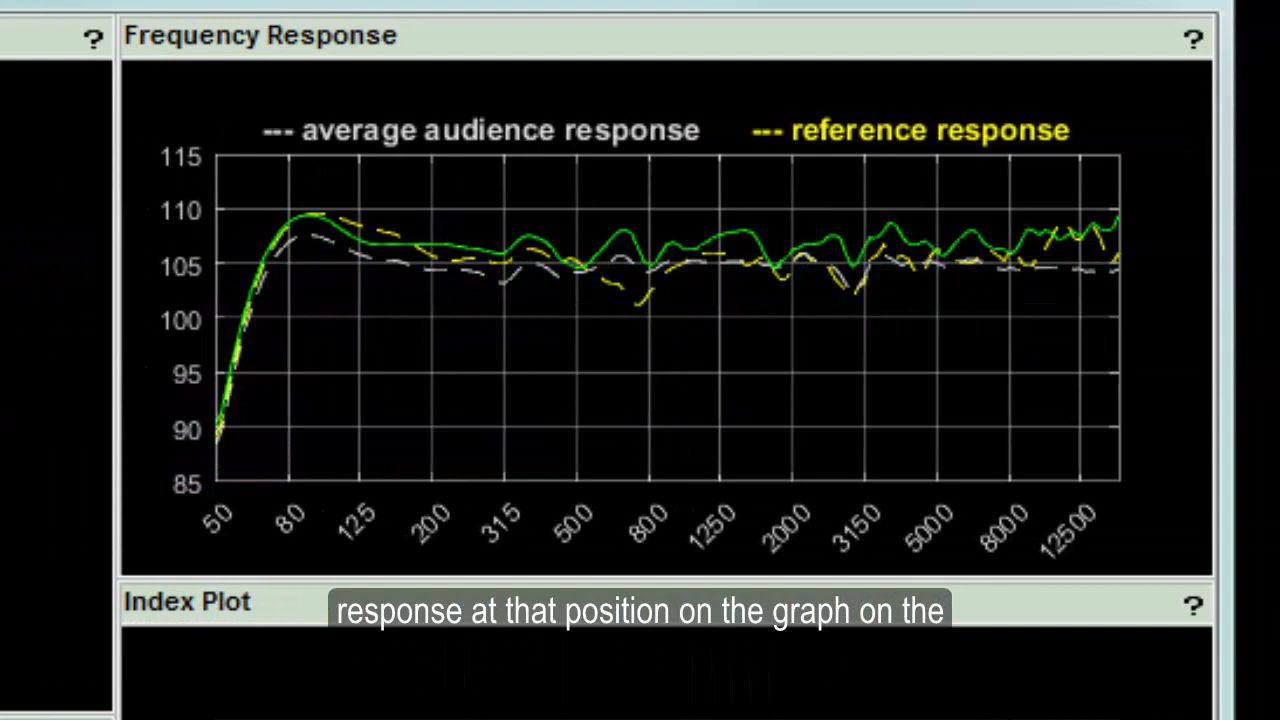 ? Frequency Response ?
--- average audience response --- reference response
115
110
105
100
95
90
85
50 80 125 200 315 500 800 1250 2000 3150 5000 8000 12500
Index Plot ?
response at that position on the graph on the